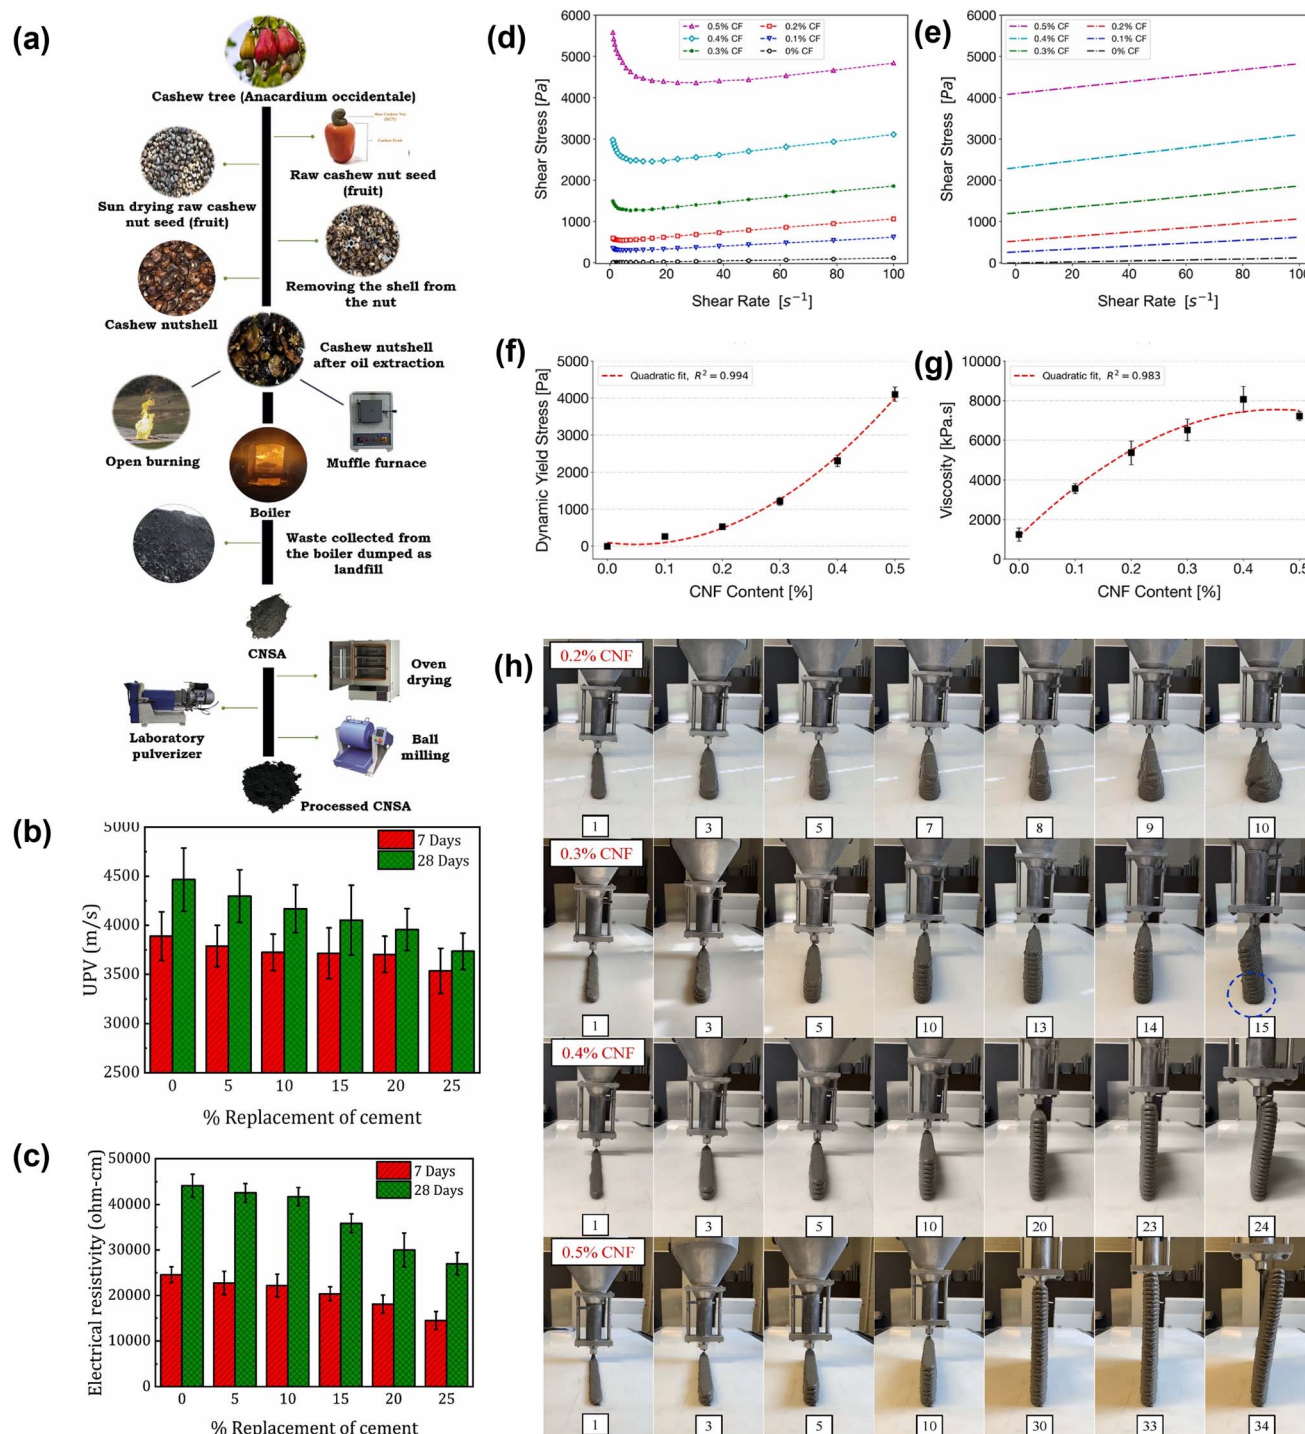 (a)
Cashew tree (Anacardium occidentale)
Raw Cashew Nut
(RCN)
Cashew Fruit
Raw cashew nut seed
(fruit)
Sun drying raw cashew
nut seed (fruit)
Removing the shell from
the nut
Cashew nutshell
Cashew nutshell
after oil extraction
Open burning
Muffle furnace
Boiler
Waste collected from
the boiler dumped as
landfill
CNSA
Oven
drying
Laboratory
pulverizer
Ball
milling
Processed CNSA
(b)
5000
4500
4000
3500
3000
2500
UPV (m/s)
7 Days
28 Days
0 5 10 15 20 25
% Replacement of cement
(c)
50000
40000
30000
20000
10000
0
Electrical resistivity (ohm-cm)
7 Days
28 Days
0 5 10 15 20 25
% Replacement of cement
(d)
6000
5000
4000
3000
2000
1000
0
Shear Stress [Pa]
0.5% CF 0.2% CF
0.4% CF 0.1% CF
0.3% CF 0% CF
0 20 40 60 80 100
Shear Rate [s⁻¹]
(e)
6000
5000
4000
3000
2000
1000
0
Shear Stress [Pa]
0.5% CF 0.2% CF
0.4% CF 0.1% CF
0.3% CF 0% CF
0 20 40 60 80 100
Shear Rate [s⁻¹]
(f)
5000
4000
3000
2000
1000
0
Dynamic Yield Stress [Pa]
Quadratic fit, R² = 0.994
0.0 0.1 0.2 0.3 0.4 0.5
CNF Content [%]
(g)
10000
8000
6000
4000
2000
0
Viscosity [kPa.s]
Quadratic fit, R² = 0.983
0.0 0.1 0.2 0.3 0.4 0.5
CNF Content [%]
(h)
0.2% CNF
1 3 5 7 8 9 10
0.3% CNF
1 3 5 10 13 14 15
0.4% CNF
1 3 5 10 20 23 24
0.5% CNF
1 3 5 10 30 33 34